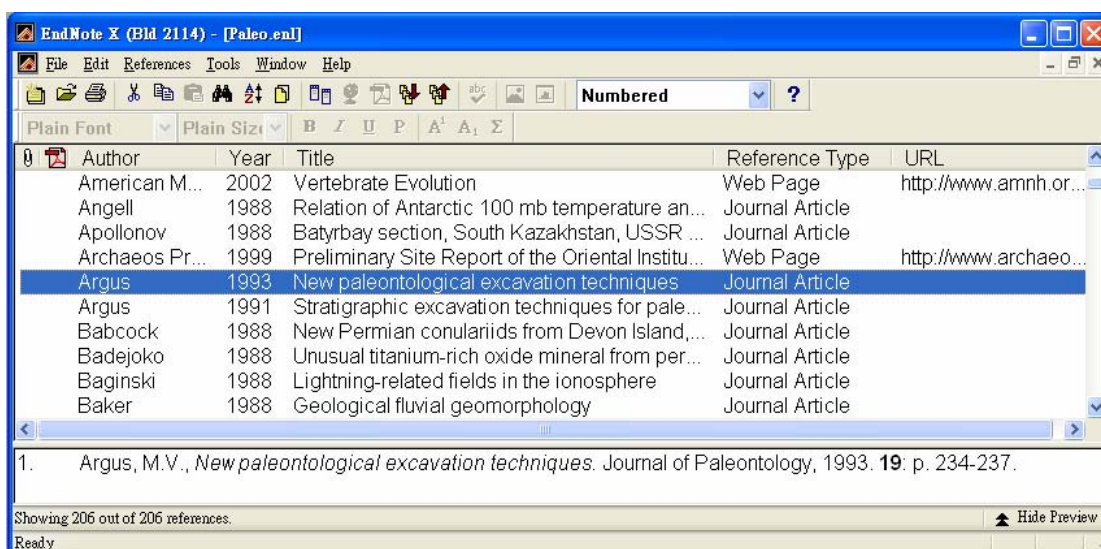 EndNote X (Bld 2114) - [Paleo.enl]
File Edit References Tools Window Help
abc Numbered ?
Plain Font Plain Size B I U P A¹ A₁ Σ
Author Year Title Reference Type URL
American M... 2002 Vertebrate Evolution Web Page http://www.amnh.or...
Angell 1988 Relation of Antarctic 100 mb temperature an... Journal Article
Apollonov 1988 Batyrbay section, South Kazakhstan, USSR ... Journal Article
Archaeos Pr... 1999 Preliminary Site Report of the Oriental Institu... Web Page http://www.archaeo...
Argus 1993 New paleontological excavation techniques Journal Article
Argus 1991 Stratigraphic excavation techniques for pale... Journal Article
Babcock 1988 New Permian conulariids from Devon Island,... Journal Article
Badejoko 1988 Unusual titanium-rich oxide mineral from per... Journal Article
Baginski 1988 Lightning-related fields in the ionosphere Journal Article
Baker 1988 Geological fluvial geomorphology Journal Article
1. Argus, M.V., New paleontological excavation techniques. Journal of Paleontology, 1993. 19: p. 234-237.
Showing 206 out of 206 references. Hide Preview
Ready